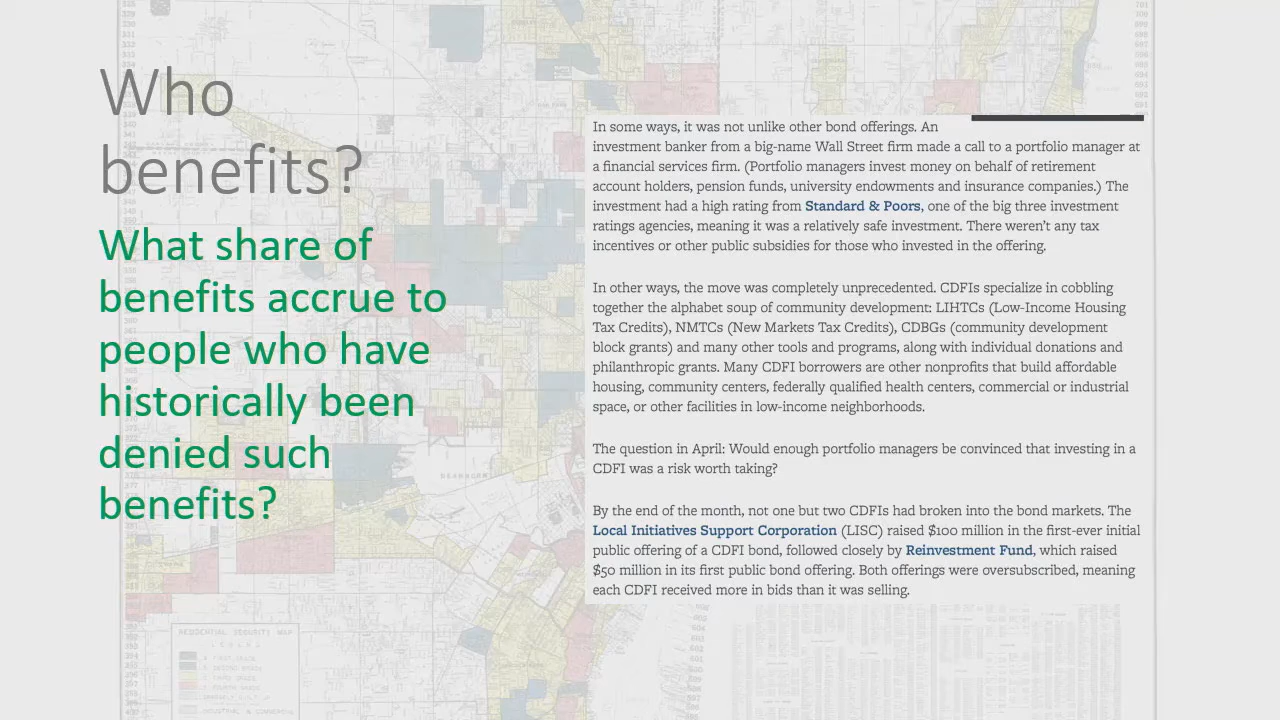 Who
benefits?
What share of
benefits accrue to
people who have
historically been
denied such
benefits?
In some ways, it was not unlike other bond offerings. An
investment banker from a big-name Wall Street firm made a call to a portfolio manager at
a financial services firm. (Portfolio managers invest money on behalf of retirement
account holders, pension funds, university endowments and insurance companies.) The
investment had a high rating from Standard & Poors, one of the big three investment
ratings agencies, meaning it was a relatively safe investment. There weren't any tax
incentives or other public subsidies for those who invested in the offering.
In other ways, the move was completely unprecedented. CDFIs specialize in cobbling
together the alphabet soup of community development: LIHTCs (Low-Income Housing
Tax Credits), NMTCs (New Markets Tax Credits), CDBGs (community development
block grants) and many other tools and programs, along with individual donations and
philanthropic grants. Many CDFI borrowers are other nonprofits that build affordable
housing, community centers, federally qualified health centers, commercial or industrial
space, or other facilities in low-income neighborhoods.
The question in April: Would enough portfolio managers be convinced that investing in a
CDFI was a risk worth taking?
By the end of the month, not one but two CDFIs had broken into the bond markets. The
Local Initiatives Support Corporation (LISC) raised $100 million in the first-ever initial
public offering of a CDFI bond, followed closely by Reinvestment Fund, which raised
$50 million in its first public bond offering. Both offerings were oversubscribed, meaning
each CDFI received more in bids than it was selling.
RESIDENTIAL SECURITY MAP
LEGEND